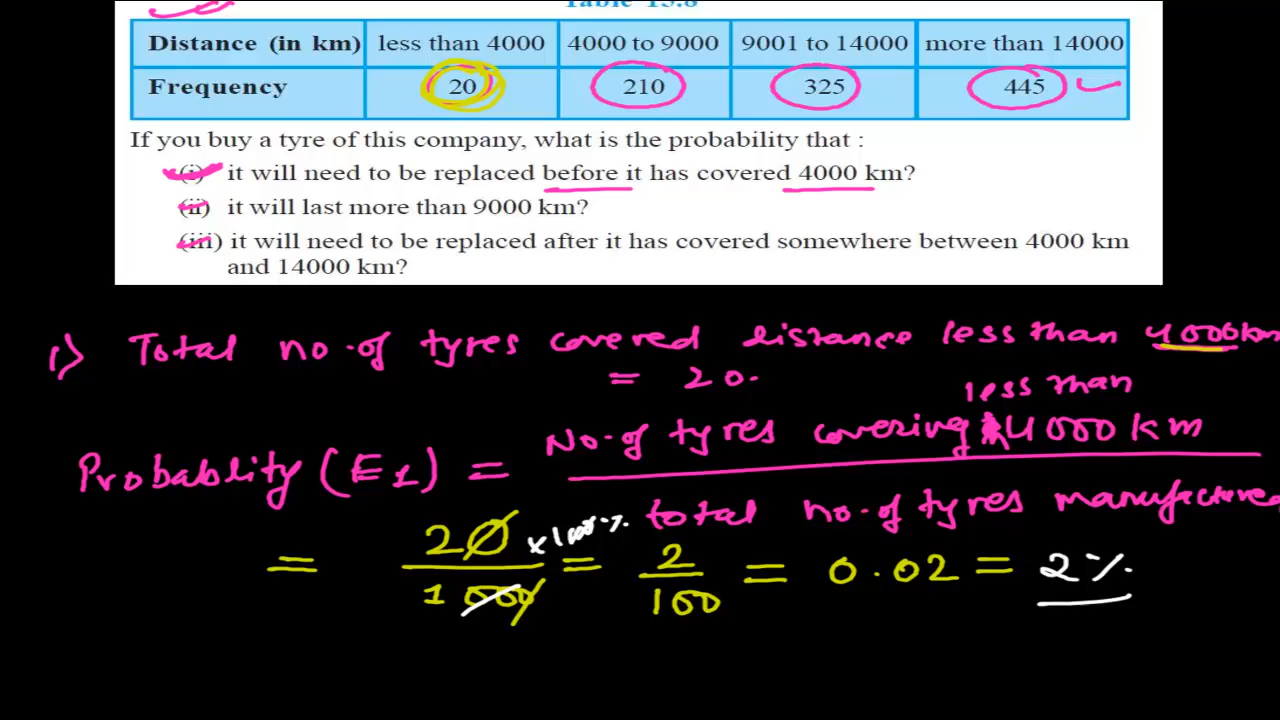 Table 15.8
Distance (in km) less than 4000 4000 to 9000 9001 to 14000 more than 14000
Frequency 20 210 325 445
If you buy a tyre of this company, what is the probability that :
(i) it will need to be replaced before it has covered 4000 km?
(ii) it will last more than 9000 km?
(iii) it will need to be replaced after it has covered somewhere between 4000 km
and 14000 km?
1) Total no. of tyres covered distance less than 4000km
= 20.
less than
No. of tyres covering 4000 km
Probablity (E1) =
total no. of tyres manufactured
= 20/1000 x 100% = 2/100 = 0.02 = 2%